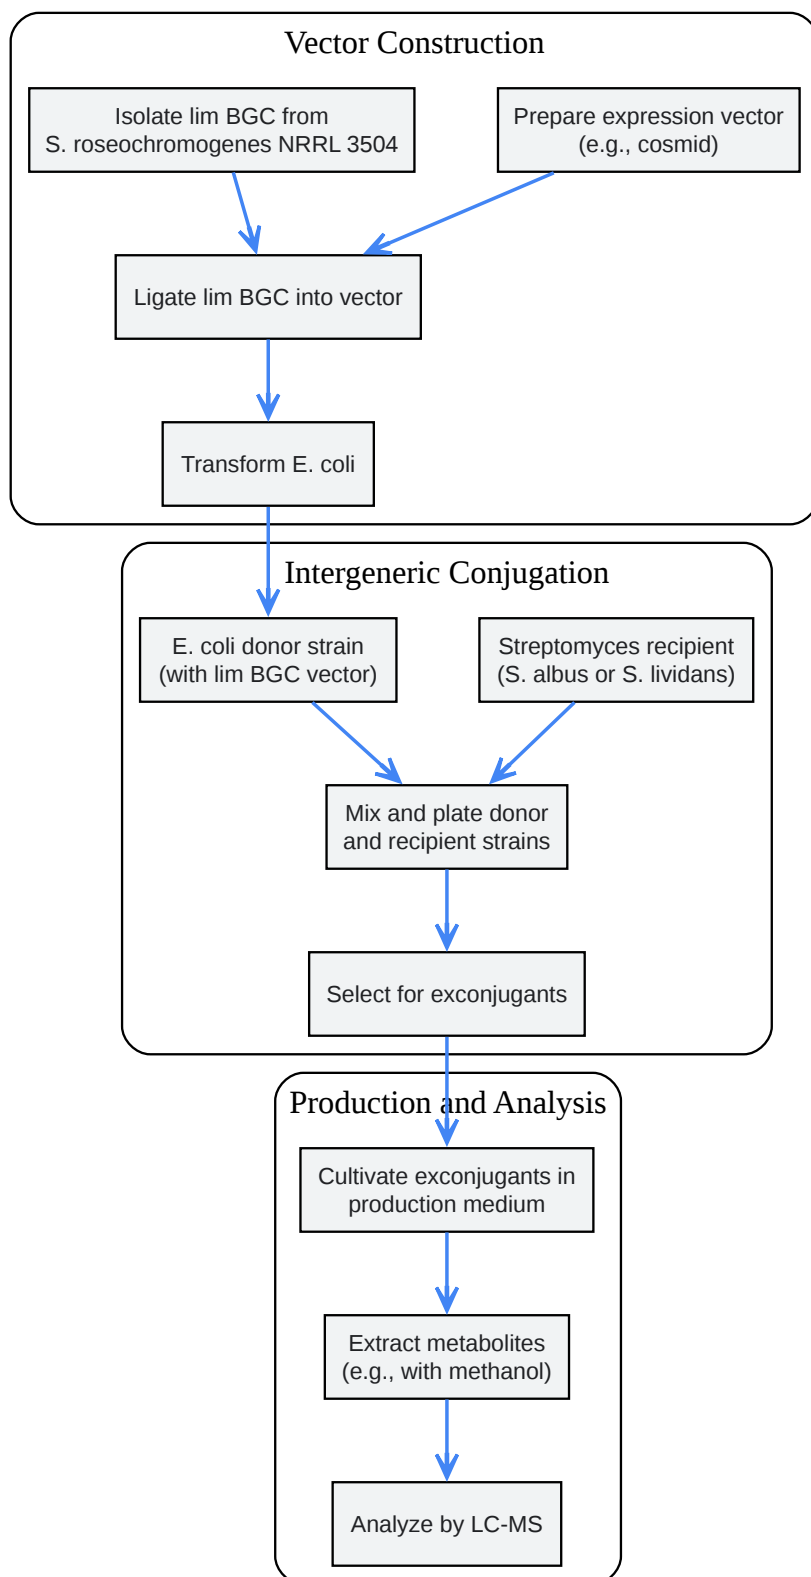 Vector Construction
Isolate lim BGC from
S. roseochromogenes NRRL 3504
Prepare expression vector
(e.g., cosmid)
Ligate lim BGC into vector
Transform E. coli
Intergeneric Conjugation
E. coli donor strain
(with lim BGC vector)
Streptomyces recipient
(S. albus or S. lividans)
Mix and plate donor
and recipient strains
Select for exconjugants
Production and Analysis
Cultivate exconjugants in
production medium
Extract metabolites
(e.g., with methanol)
Analyze by LC-MS